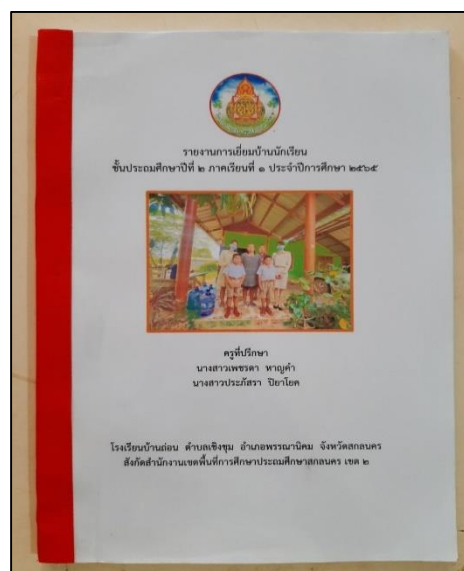 รายงานการเยี่ยมบ้านนักเรียน
ชั้นประถมศึกษาปีที่ ๒ ภาคเรียนที่ ๑ ประจำปีการศึกษา ๒๕๖๕
ครูที่ปรึกษา
นางสาวเพชรดา หาญคำ
นางสาวประภัสรา ปิยาโยค
โรงเรียนบ้านถ่อน ตำบลเชิงชุม อำเภอพรรณานิคม จังหวัดสกลนคร
สังกัดสำนักงานเขตพื้นที่การศึกษาประถมศึกษาสกลนคร เขต ๒